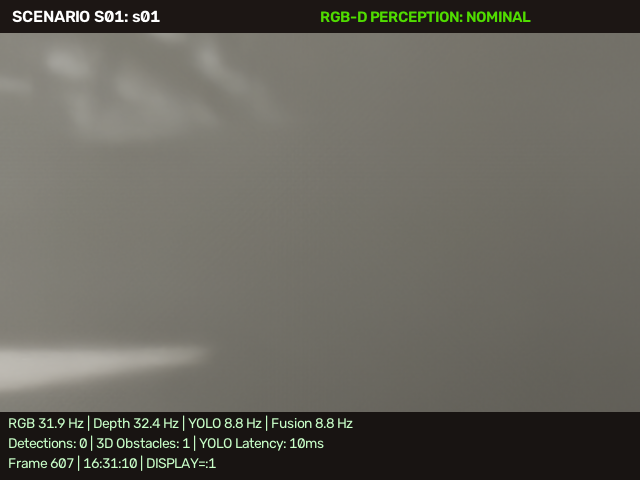 SCENARIO S01: s01
RGB-D PERCEPTION: NOMINAL
RGB 31.9 Hz | Depth 32.4 Hz | YOLO 8.8 Hz | Fusion 8.8 Hz
Detections: 0 | 3D Obstacles: 1 | YOLO Latency: 10ms
Frame 607 | 16:31:10 | DISPLAY=:1